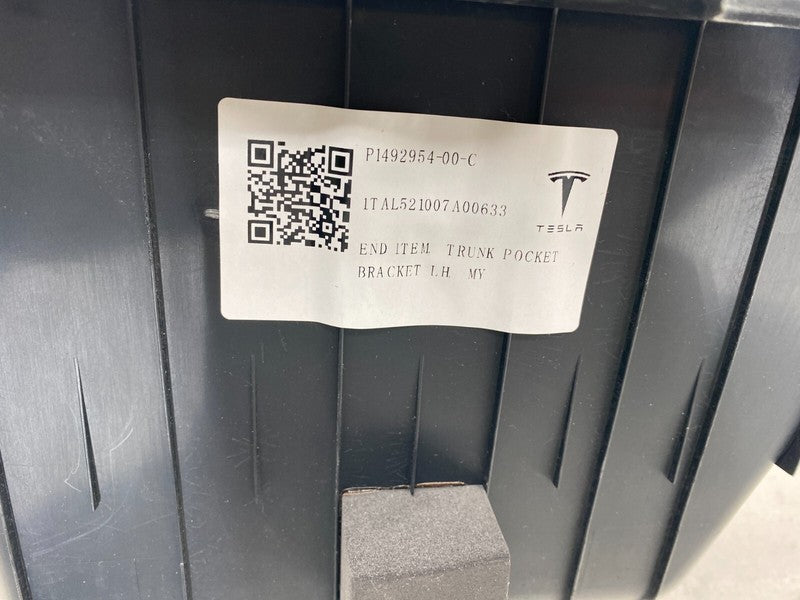 P1492954-00-C
1TAL521007A00633
TESLA
END ITEM TRUNK POCKET
BRACKET LH MY